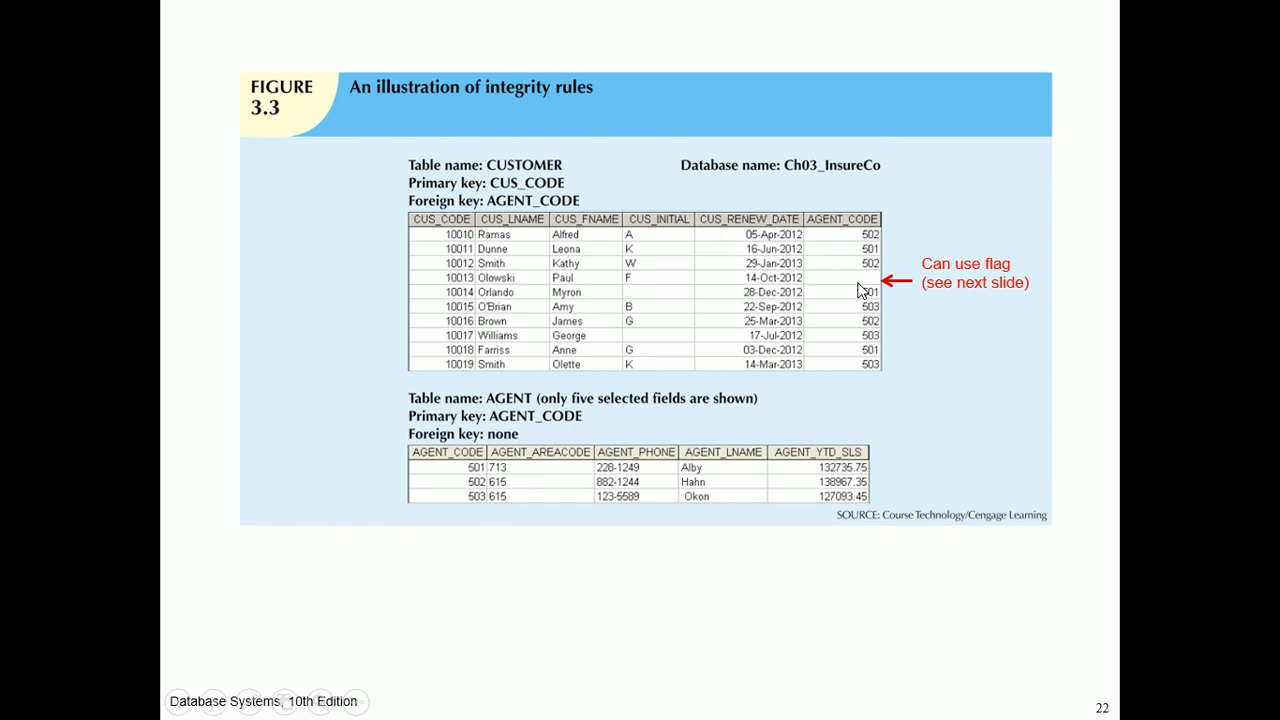 FIGURE
3.3
An illustration of integrity rules
Table name: CUSTOMER
Database name: Ch03_InsureCo
Primary key: CUS_CODE
Foreign key: AGENT_CODE
CUS_CODE CUS_LNAME CUS_FNAME CUS_INITIAL CUS_RENEW_DATE AGENT_CODE
10010 Ramas Alfred A 05-Apr-2012 502
10011 Dunne Leona K 16-Jun-2012 501
10012 Smith Kathy W 29-Jan-2013 502
10013 Olowski Paul F 14-Oct-2012
10014 Orlando Myron 28-Dec-2012 501
10015 O'Brian Amy B 22-Sep-2012 503
10016 Brown James G 25-Mar-2013 502
10017 Williams George 17-Jul-2012 503
10018 Farriss Anne G 03-Dec-2012 501
10019 Smith Olette K 14-Mar-2013 503
Can use flag
(see next slide)
Table name: AGENT (only five selected fields are shown)
Primary key: AGENT_CODE
Foreign key: none
AGENT_CODE AGENT_AREACODE AGENT_PHONE AGENT_LNAME AGENT_YTD_SLS
501 713 228-1249 Alby 132735.75
502 615 882-1244 Hahn 138967.35
503 615 123-5589 Okon 127093.45
SOURCE: Course Technology/Cengage Learning
Database Systems, 10th Edition
22